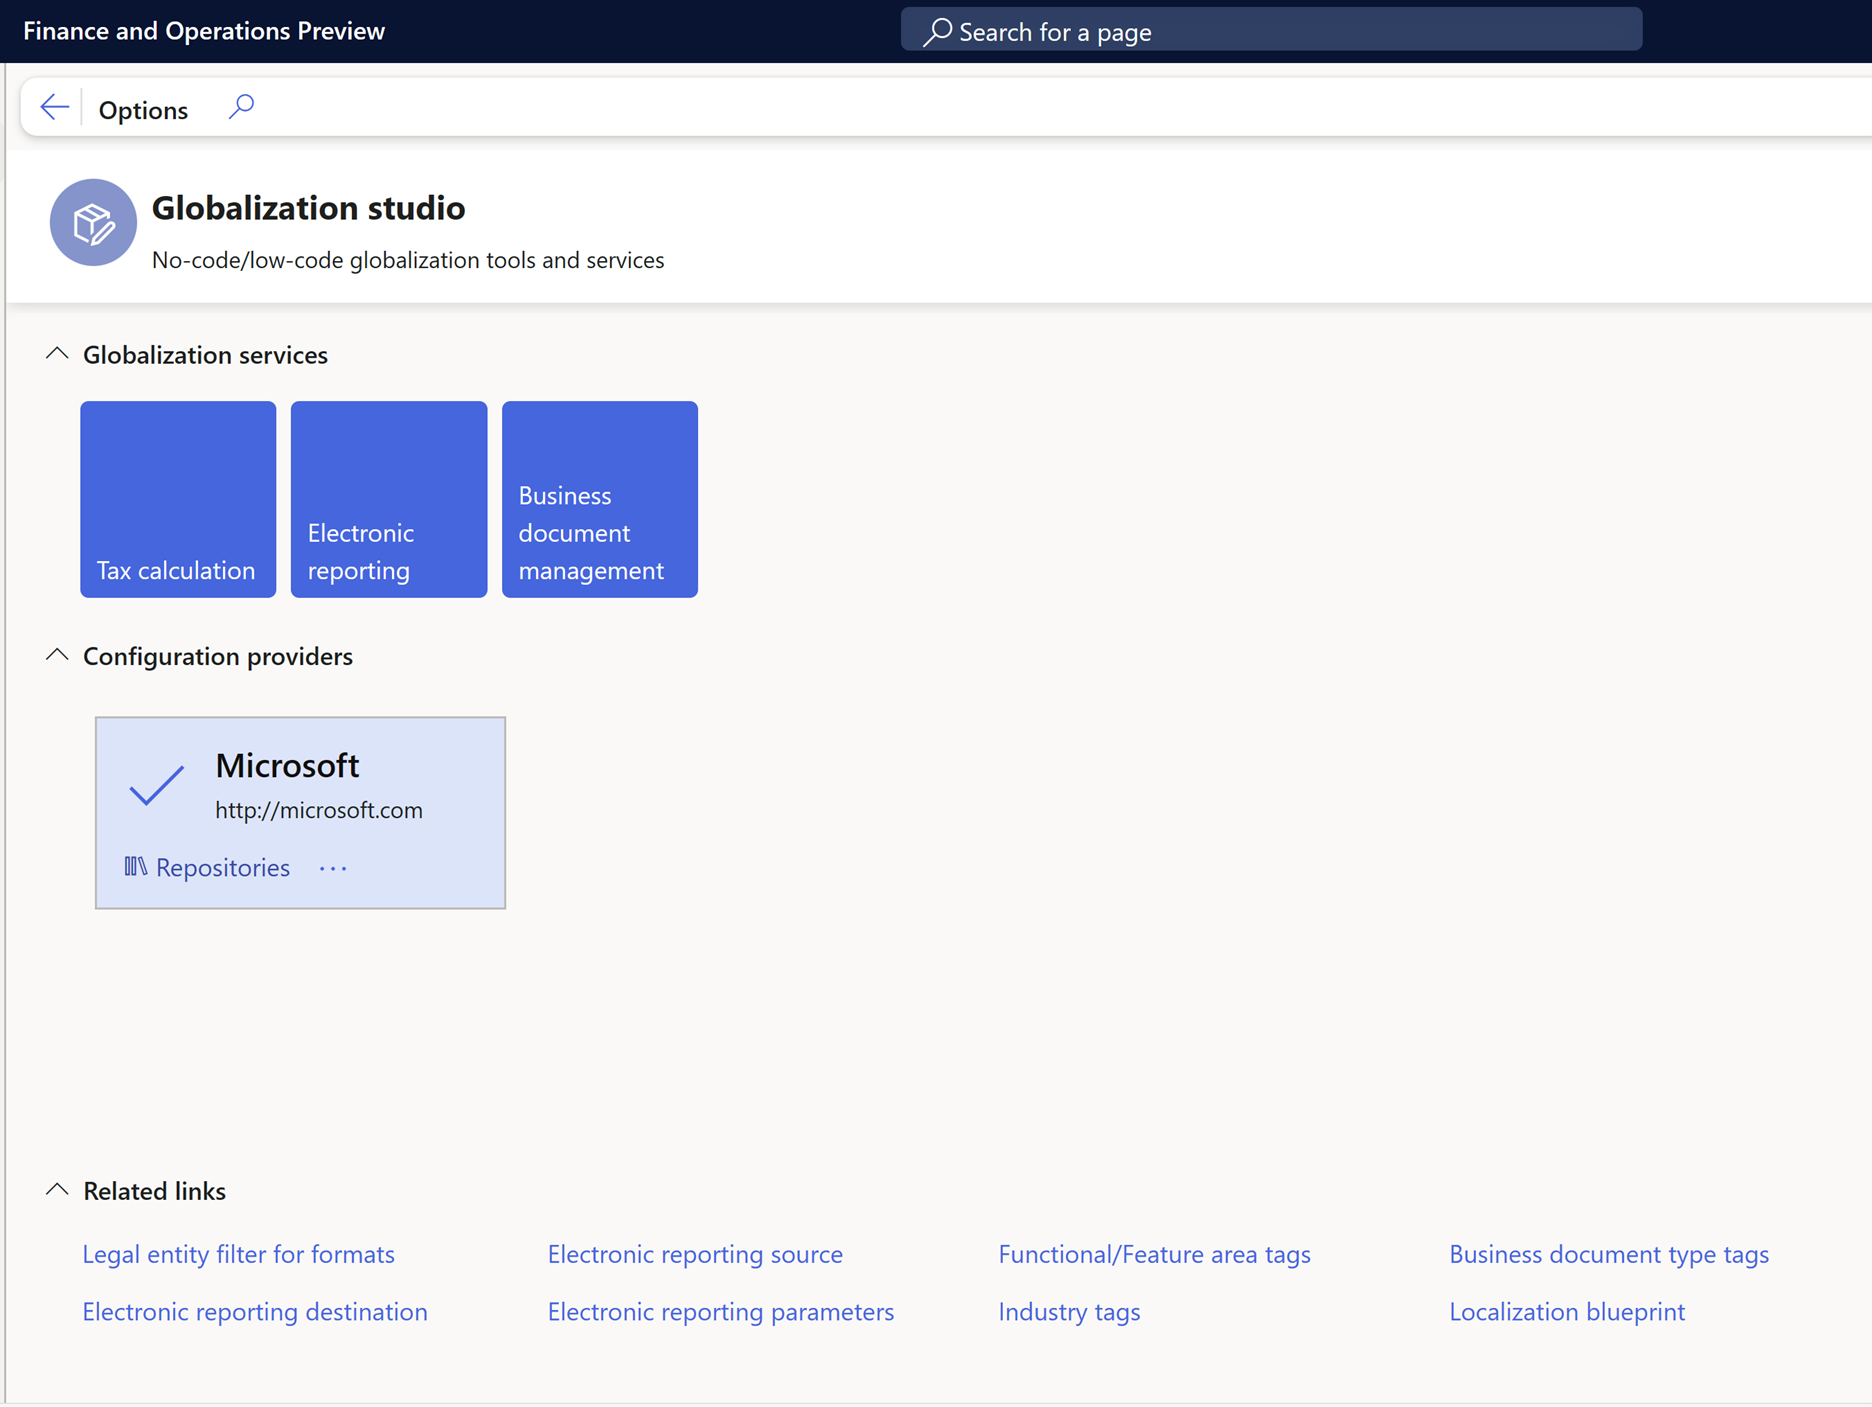 Finance and Operations Preview
Search for a page
Options
Globalization studio
No-code/low-code globalization tools and services
Globalization services
Tax calculation
Electronic
reporting
Business
document
management
Configuration providers
Microsoft
http://microsoft.com
Repositories ...
Related links
Legal entity filter for formats
Electronic reporting source
Functional/Feature area tags
Business document type tags
Electronic reporting destination
Electronic reporting parameters
Industry tags
Localization blueprint